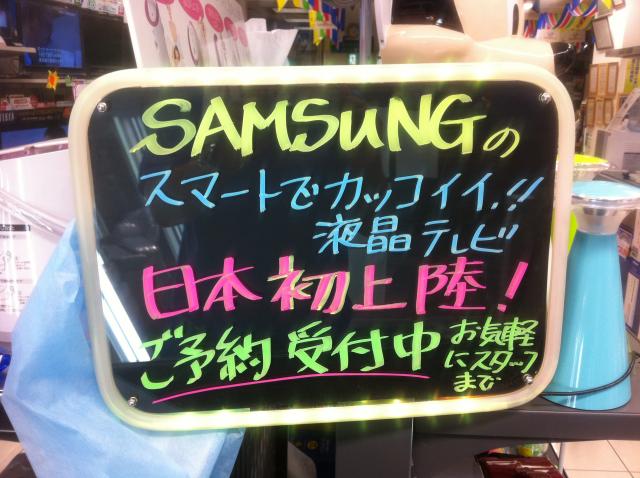 SAMSUNGの
スマートでカッコイイ!!
液晶テレビ
日本初上陸!
ご予約受付中
お気軽
にスタッフ
まで